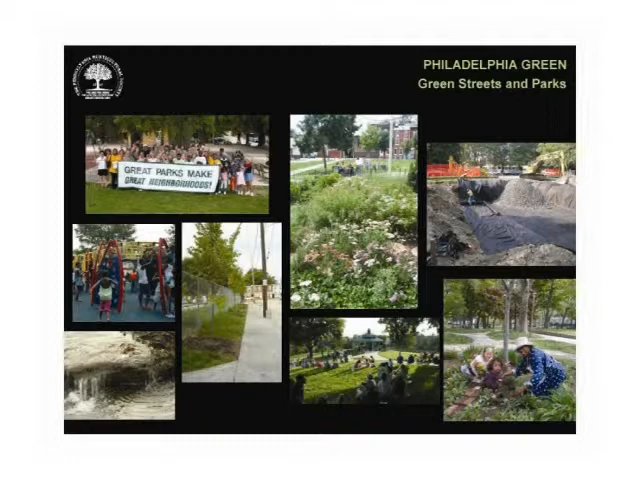 PHILADELPHIA GREEN
Green Streets and Parks
GREAT PARKS MAKE
GREAT NEIGHBORHOODS!